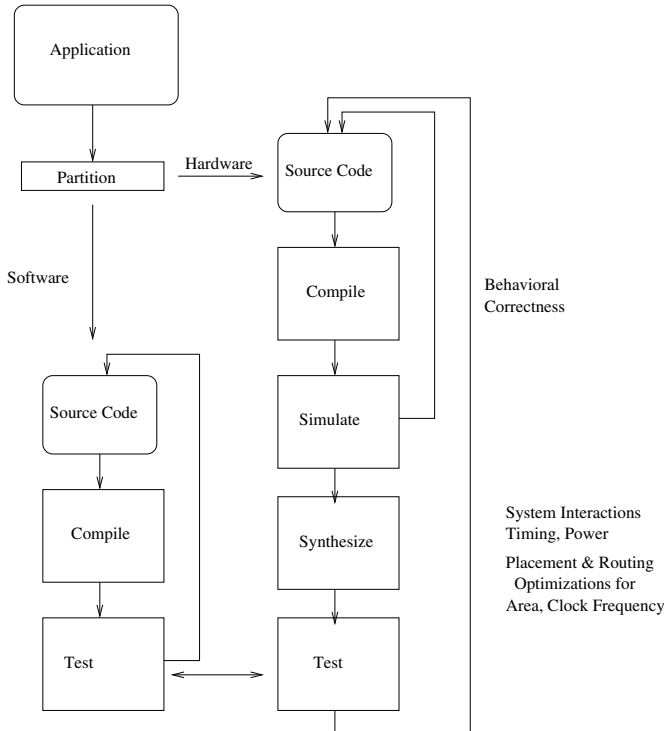 Application
Partition
Hardware
Source Code
Software
Compile
Behavioral
Correctness
Source Code
Simulate
Compile
Synthesize
System Interactions
Timing, Power
Placement & Routing
Optimizations for
Area, Clock Frequency
Test
Test